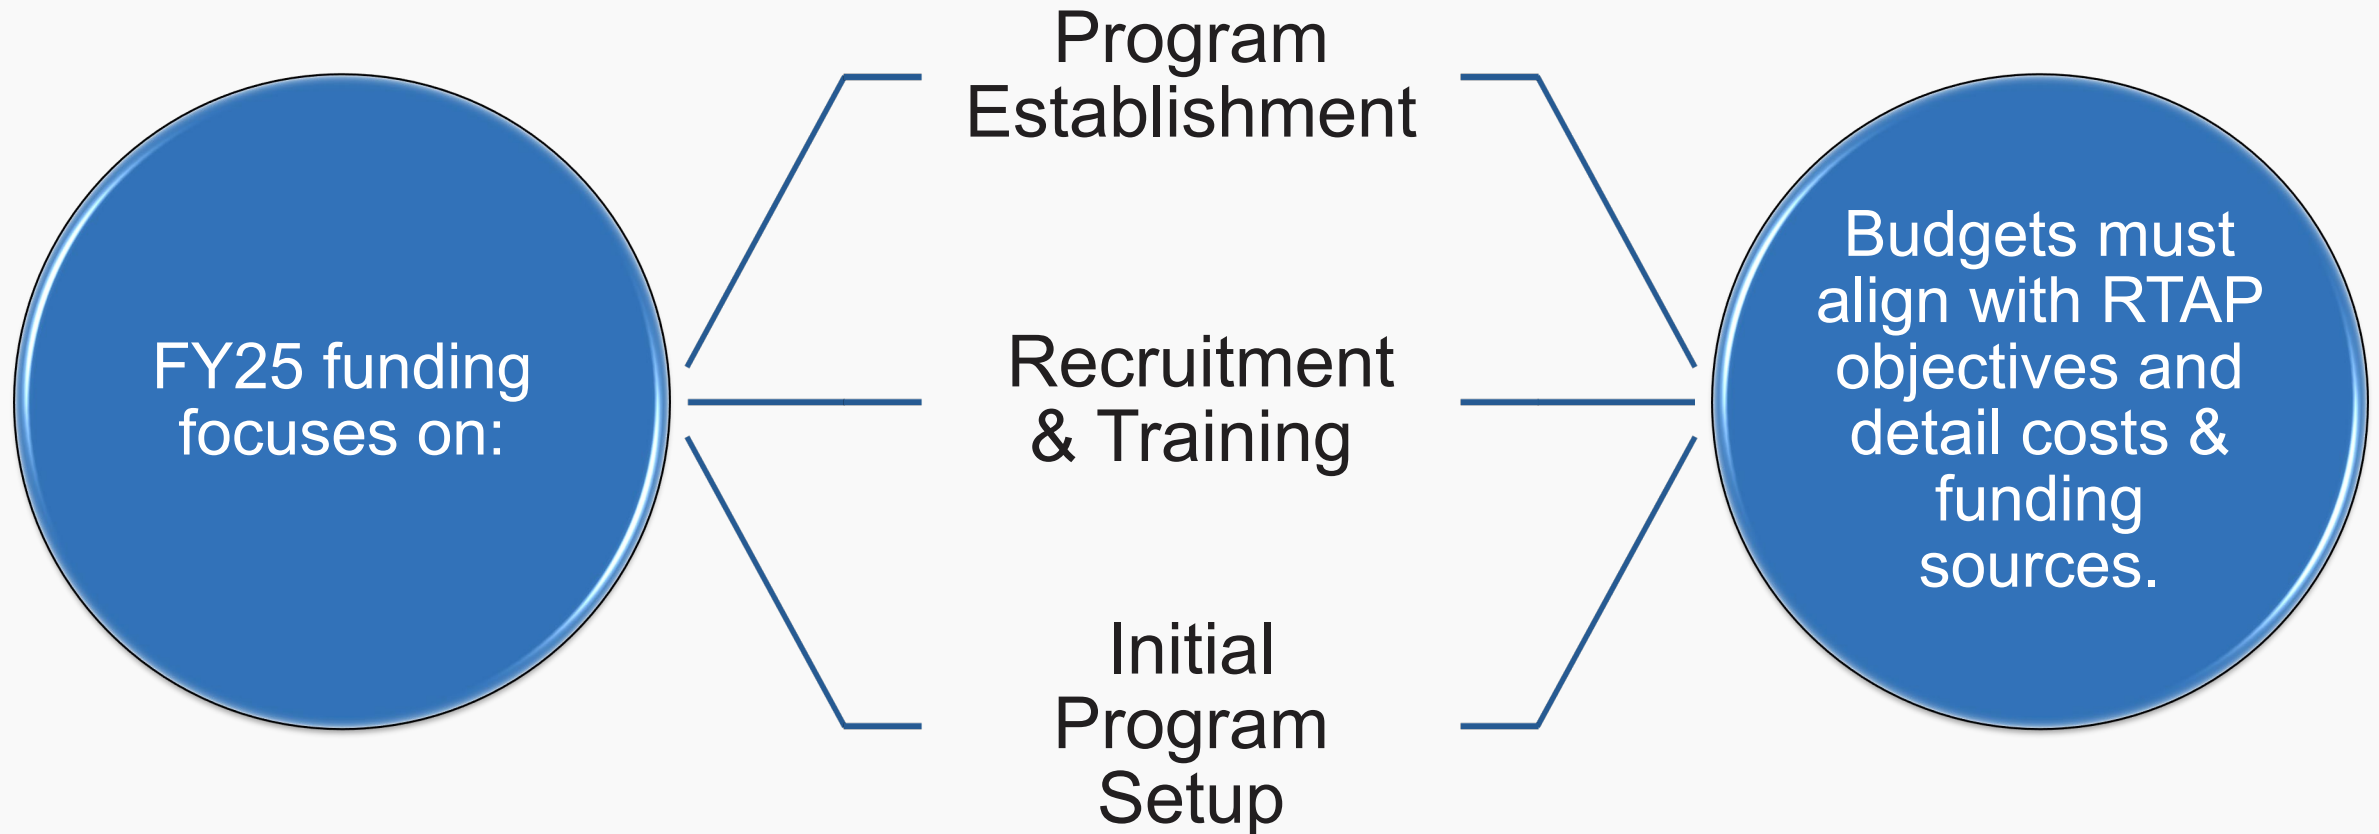 FY25 funding
focuses on:
Program
Establishment
Recruitment
& Training
Initial
Program
Setup
Budgets must
align with RTAP
objectives and
detail costs &
funding
sources.